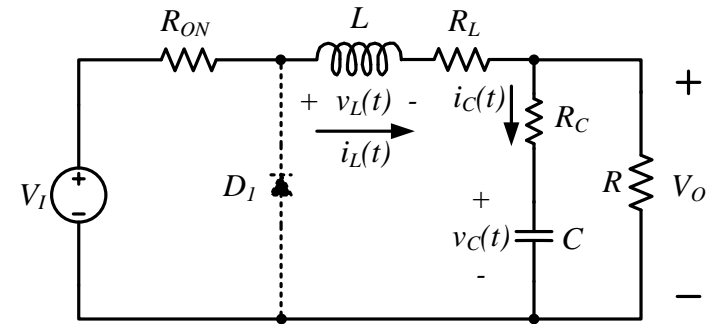 R_ON
L
R_L
+ v_L(t) -
i_L(t)
i_C(t)
R_C
+
V_I
+
−
D_1
R
V_O
+
v_C(t)
C
-
−